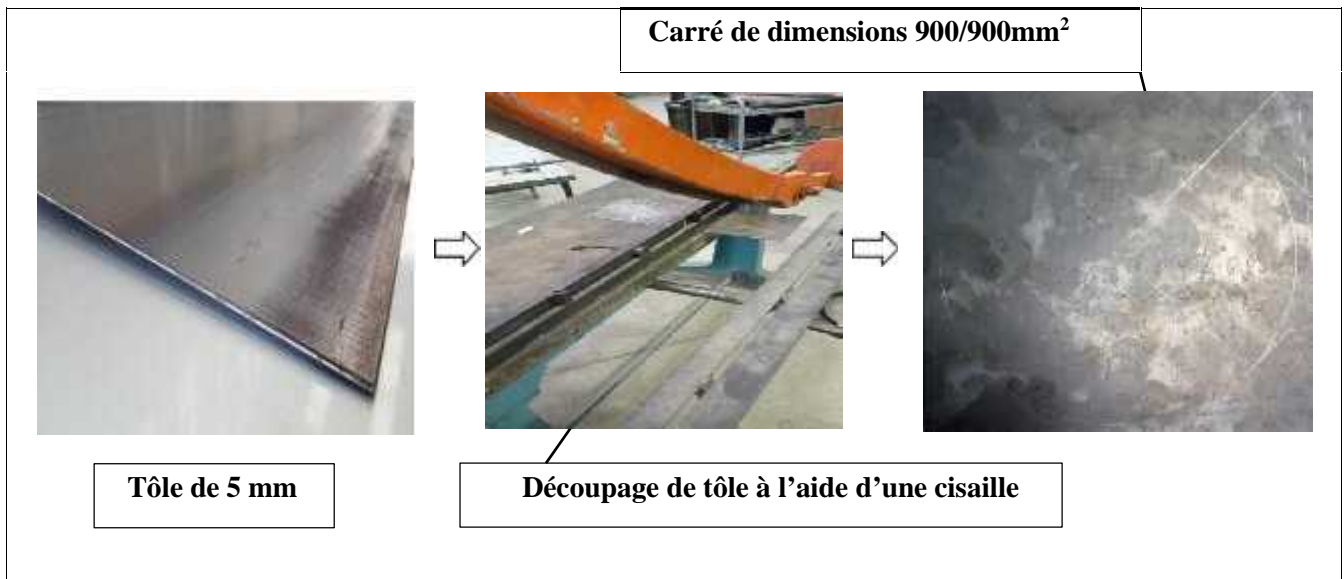 Carré de dimensions 900/900mm²
Tôle de 5 mm
Découpage de tôle à l’aide d’une cisaille